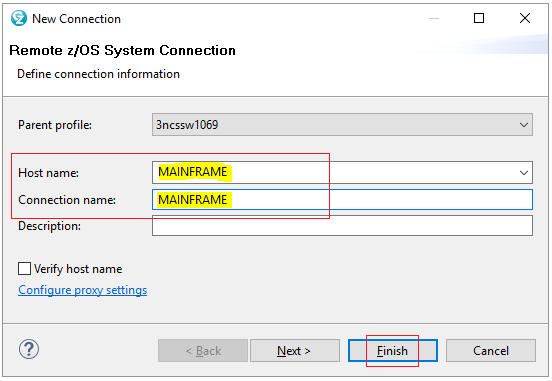 New Connection
Remote z/OS System Connection
Define connection information
Parent profile: 3ncssw1069
Host name: MAINFRAME
Connection name: MAINFRAME
Description:
Verify host name
Configure proxy settings
? < Back Next > Finish Cancel